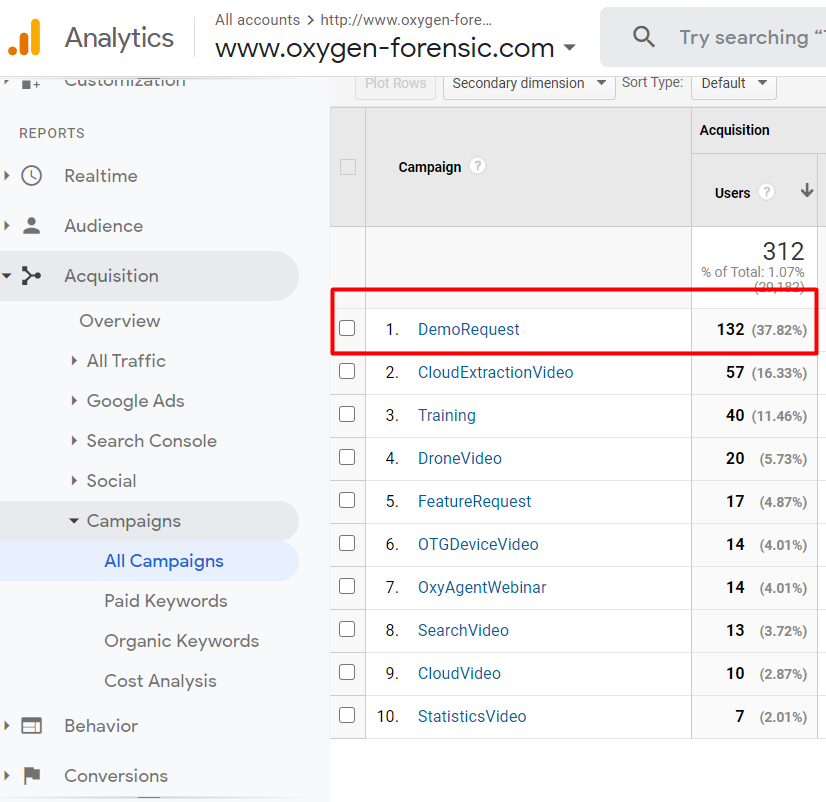 Analytics
All accounts > http://www.oxygen-fore...
www.oxygen-forensic.com
Try searching "
Customization
REPORTS
Realtime
Audience
Acquisition
Overview
All Traffic
Google Ads
Search Console
Social
Campaigns
All Campaigns
Paid Keywords
Organic Keywords
Cost Analysis
Behavior
Conversions
Plot Rows Secondary dimension Sort Type: Default
Campaign ? Acquisition
Users ?
312
% of Total: 1.07%
(29,182)
1. DemoRequest 132 (37.82%)
2. CloudExtractionVideo 57 (16.33%)
3. Training 40 (11.46%)
4. DroneVideo 20 (5.73%)
5. FeatureRequest 17 (4.87%)
6. OTGDeviceVideo 14 (4.01%)
7. OxyAgentWebinar 14 (4.01%)
8. SearchVideo 13 (3.72%)
9. CloudVideo 10 (2.87%)
10. StatisticsVideo 7 (2.01%)